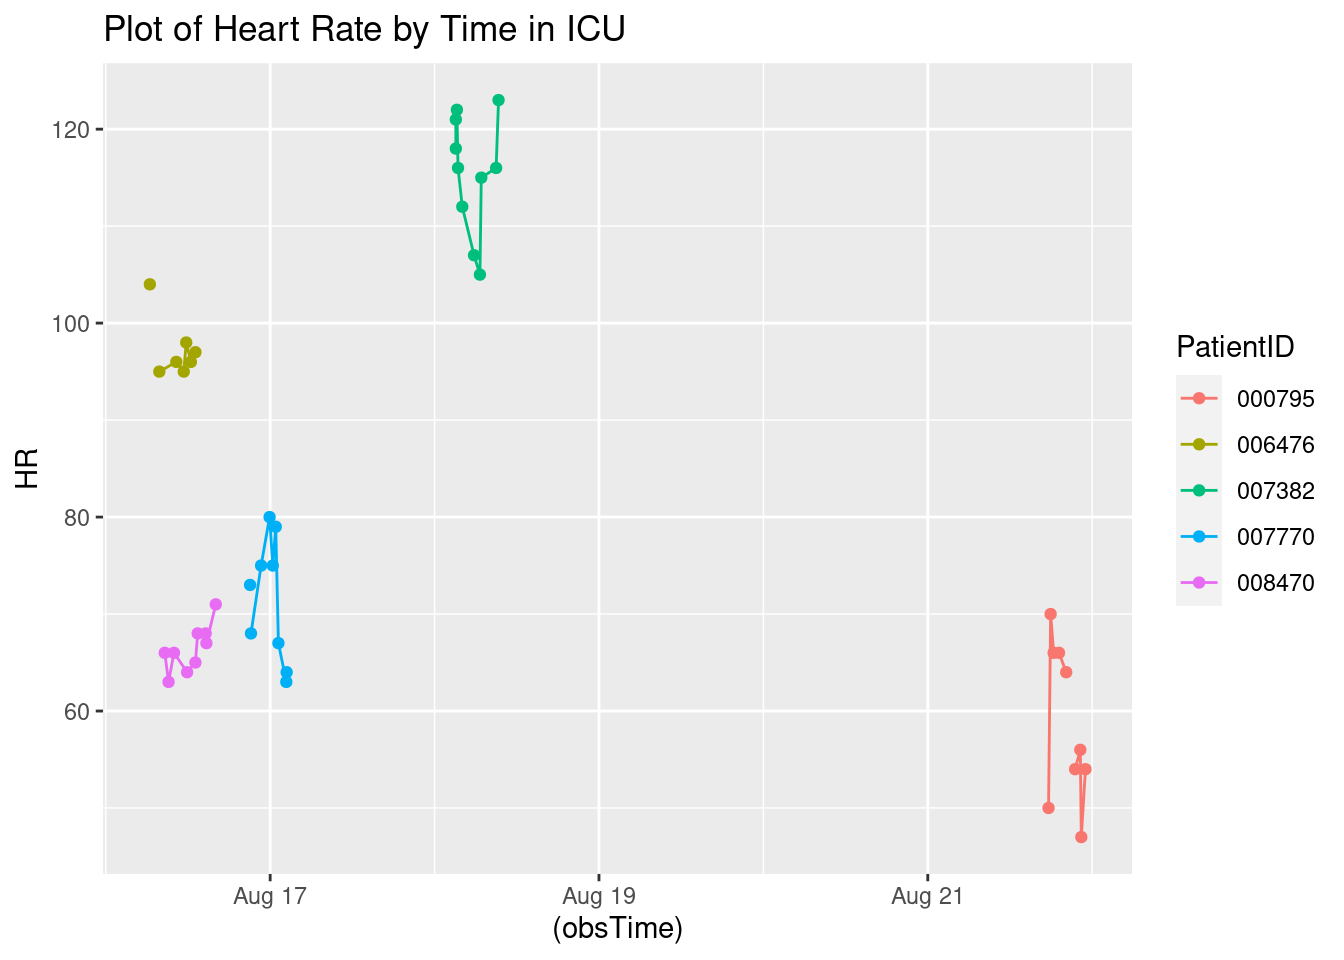 Plot of Heart Rate by Time in ICU
120
100
80
60
HR
Aug 17
Aug 19
Aug 21
(obsTime)
PatientID
000795
006476
007382
007770
008470